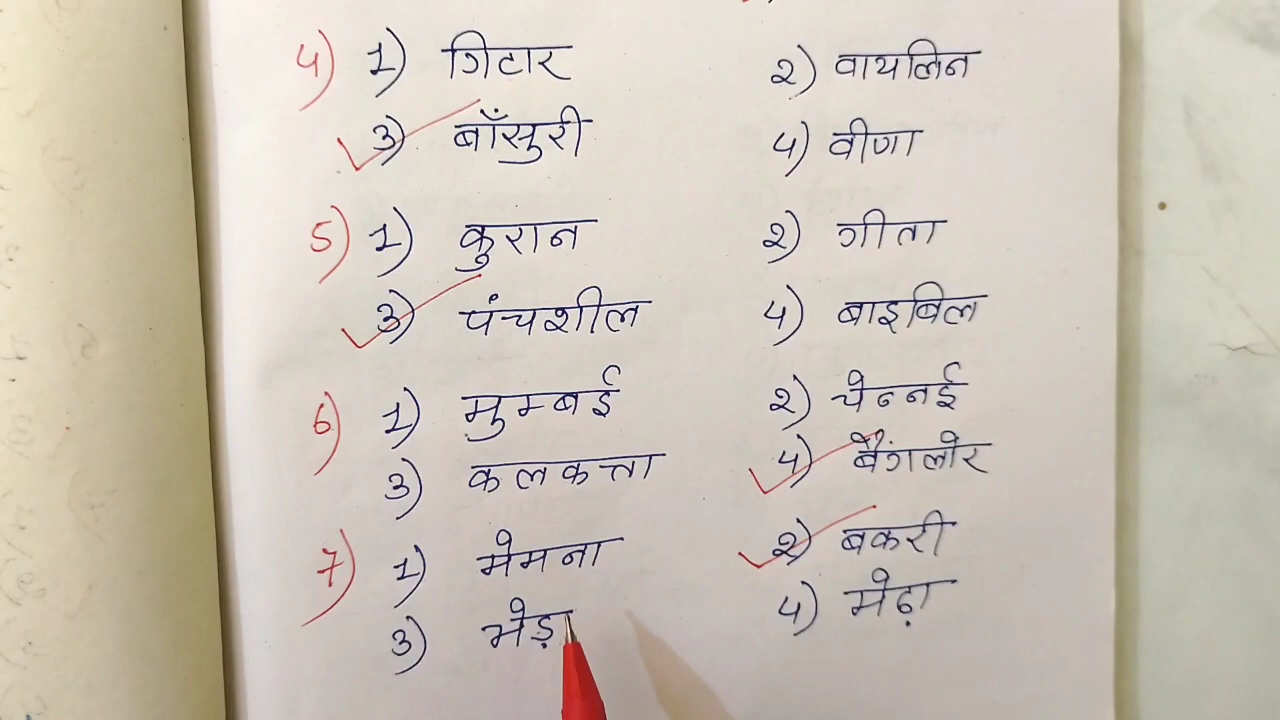 4) 1) गिटार 2) वायलिन
3) बाँसुरी 4) वीणा
5) 1) कुरान 2) गीता
3) पंचशील 4) बाइबिल
6) 1) मुम्बई 2) चेन्नई
3) कलकत्ता 4) बैंगलोर
7) 1) मेमना 2) बकरी
3) भेड़ 4) मेढ़ा